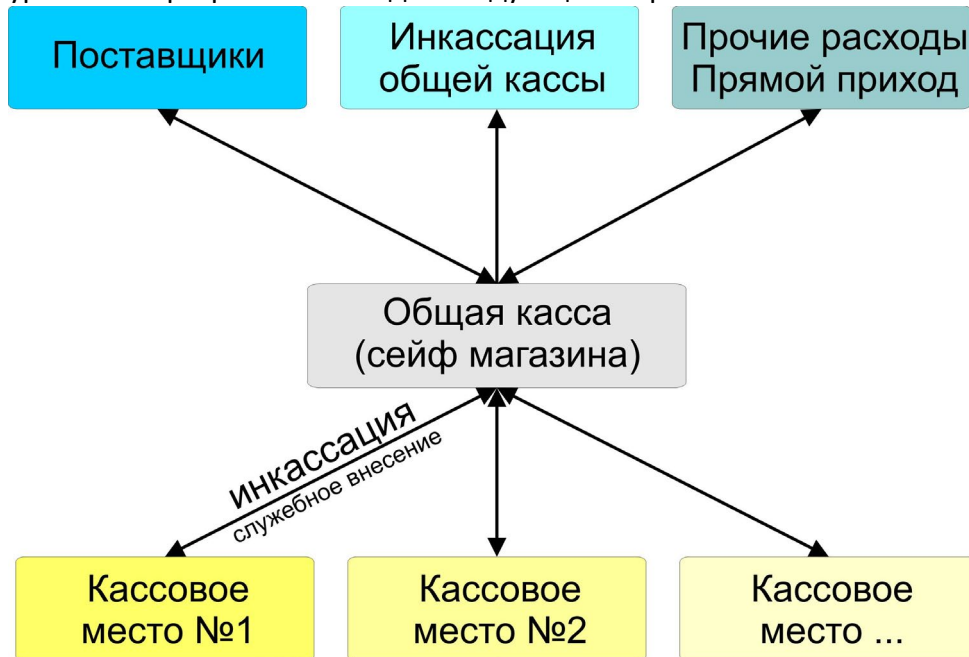 Поставщики
Инкассация
общей кассы
Прочие расходы
Прямой приход
Общая касса
(сейф магазина)
инкассация
служебное внесение
Кассовое
место №1
Кассовое
место №2
Кассовое
место ...